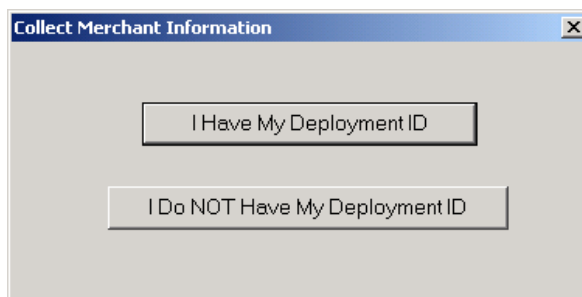 Collect Merchant Information
I Have My Deployment ID
I Do NOT Have My Deployment ID